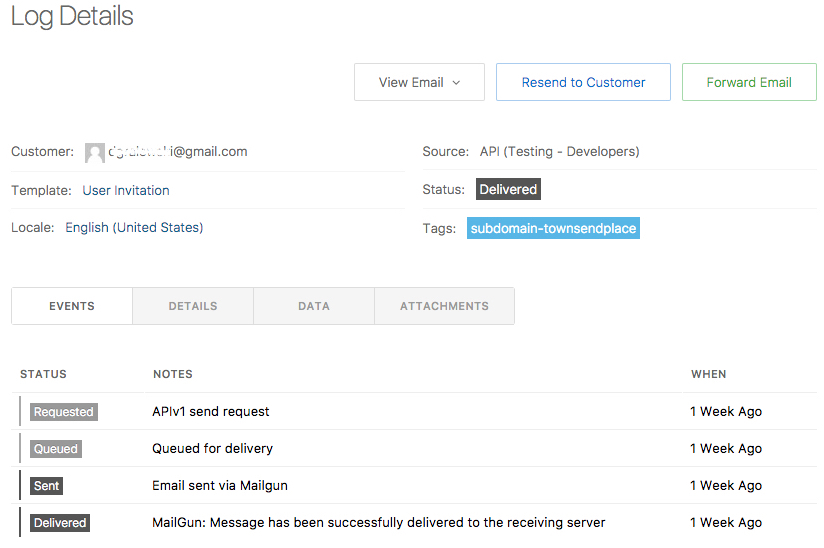 Log Details
View Email
Resend to Customer
Forward Email
Customer: @gmail.com
Source: API (Testing - Developers)
Template: User Invitation
Status: Delivered
Locale: English (United States)
Tags: subdomain-townsendplace
EVENTS DETAILS DATA ATTACHMENTS
STATUS NOTES WHEN
Requested APIv1 send request 1 Week Ago
Queued Queued for delivery 1 Week Ago
Sent Email sent via Mailgun 1 Week Ago
Delivered MailGun: Message has been successfully delivered to the receiving server 1 Week Ago